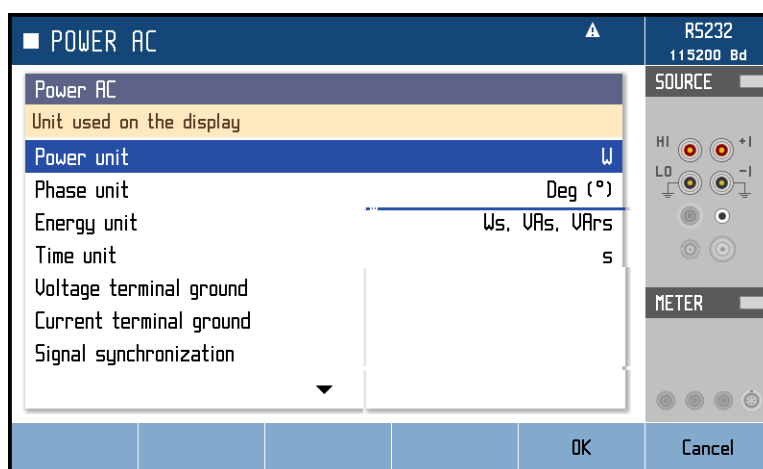 POWER AC
RS232
115200 Bd
Power AC
Unit used on the display
Power unit W
Phase unit Deg (°)
Energy unit Ws, VAs, VArs
Time unit s
Voltage terminal ground
Current terminal ground
Signal synchronization
SOURCE
HI +I
LO -I
METER
OK Cancel